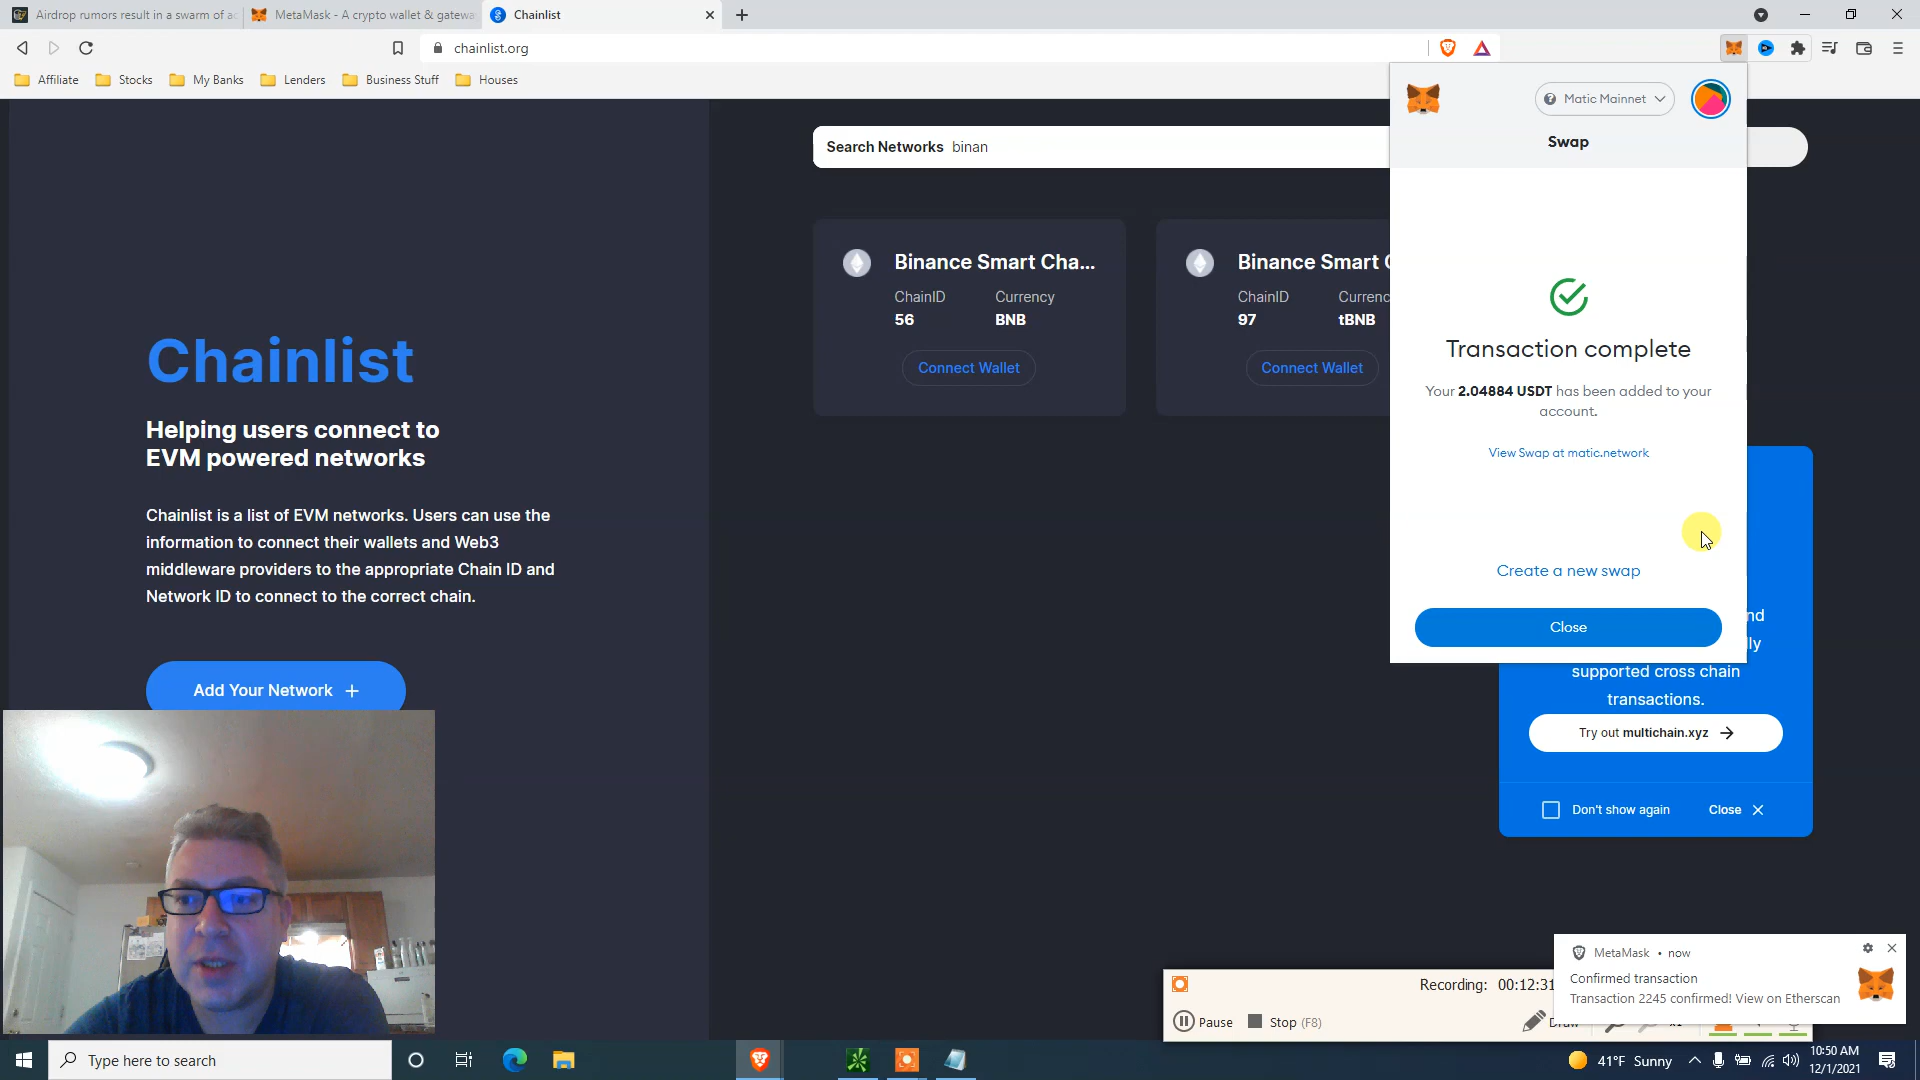 Airdrop rumors result in a swarm of ac
MetaMask - A crypto wallet & gatewa
Chainlist
chainlist.org
Affiliate
Stocks
My Banks
Lenders
Business Stuff
Houses
Matic Mainnet
Swap
Search Networks binan
Binance Smart Cha...
ChainID
Currency
56
BNB
Connect Wallet
Binance Smart C
ChainID
Currenc
97
tBNB
Connect Wallet
Transaction complete
Your 2.04884 USDT has been added to your
account.
View Swap at matic.network
Create a new swap
Close
Chainlist
Helping users connect to
EVM powered networks
Chainlist is a list of EVM networks. Users can use the
information to connect their wallets and Web3
middleware providers to the appropriate Chain ID and
Network ID to connect to the correct chain.
Add Your Network +
nd
lly
supported cross chain
transactions.
Try out multichain.xyz
Don't show again
Close
MetaMask • now
Confirmed transaction
Transaction 2245 confirmed! View on Etherscan
Recording: 00:12:31
Pause
Stop (F8)
Draw
x1
Type here to search
41°F Sunny
10:50 AM
12/1/2021